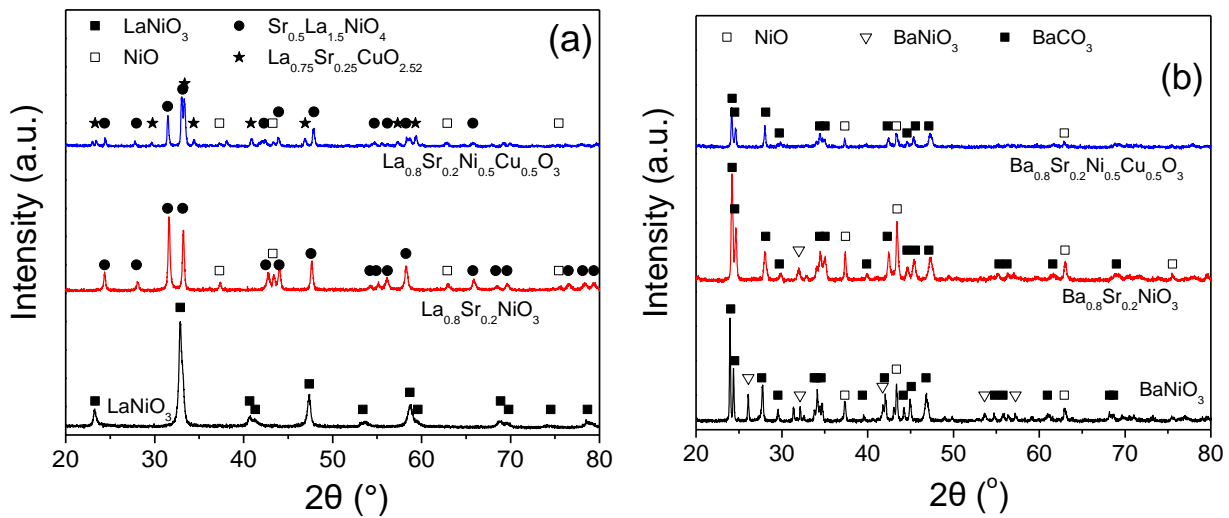 LaNiO₃
Sr₀.₅La₁.₅NiO₄
NiO
La₀.₇₅Sr₀.₂₅CuO₂.₅₂
(a)
La₀.₈Sr₀.₂Ni₀.₅Cu₀.₅O₃
La₀.₈Sr₀.₂NiO₃
LaNiO₃
Intensity (a.u.)
20 30 40 50 60 70 80
2θ (°)
NiO BaNiO₃ BaCO₃
(b)
Ba₀.₈Sr₀.₂Ni₀.₅Cu₀.₅O₃
Ba₀.₈Sr₀.₂NiO₃
BaNiO₃
Intensity (a.u.)
20 30 40 50 60 70 80
2θ (°)